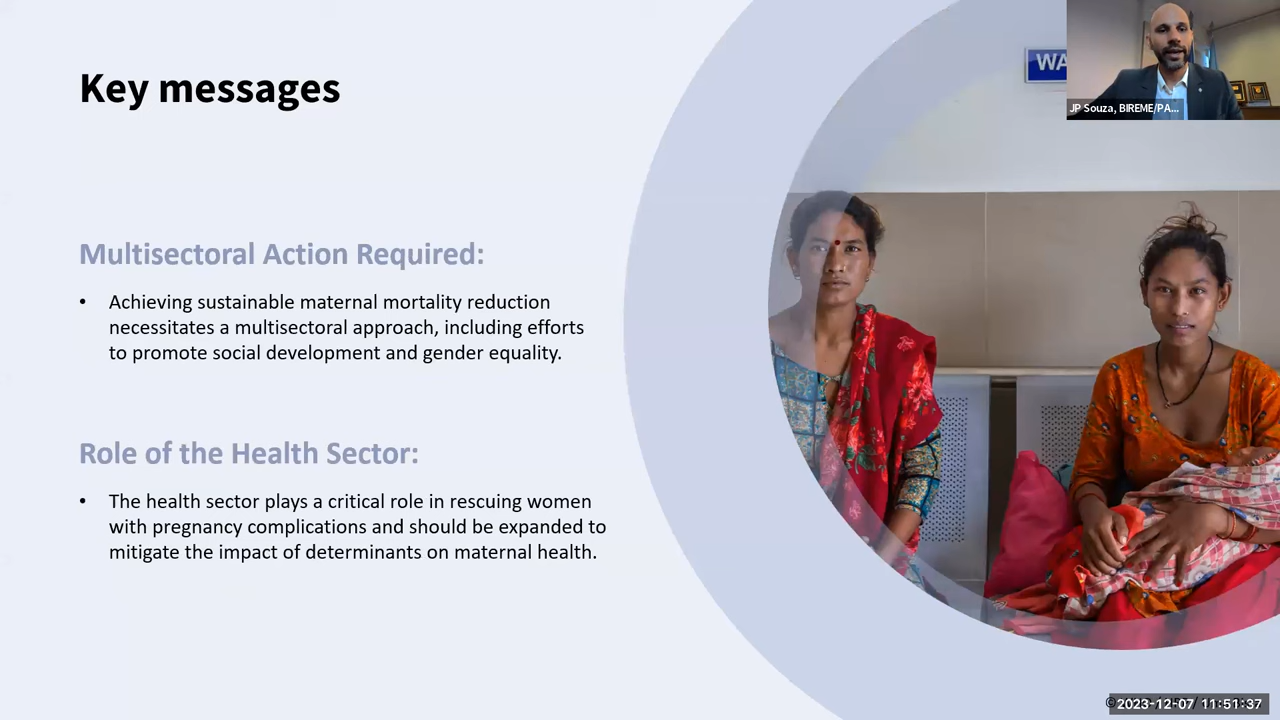 Key messages
WA
JP Souza, BIREME/PA...
Multisectoral Action Required:
• Achieving sustainable maternal mortality reduction
necessitates a multisectoral approach, including efforts
to promote social development and gender equality.
Role of the Health Sector:
• The health sector plays a critical role in rescuing women
with pregnancy complications and should be expanded to
mitigate the impact of determinants on maternal health.
2023-12-07 11:51:37